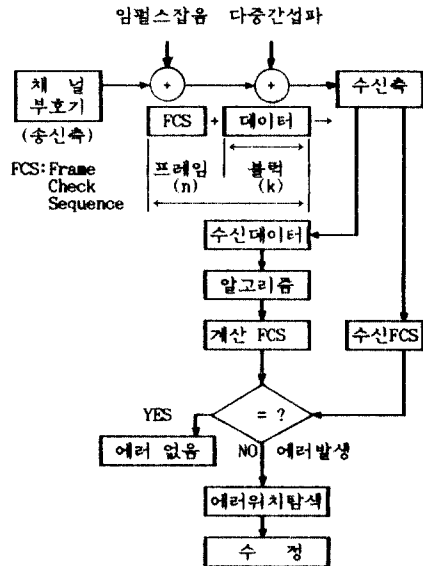 임펄스잡음 다중간섭파
채 널
부호기
(송신측)
+
+
수신측
FCS + 데이터
FCS:Frame
Check
Sequence
프레임
(n)
블럭
(k)
수신데이터
알고리즘
계산 FCS
수신FCS
= ?
YES
에러 없음
NO 에러발생
에러위치탐색
수 정